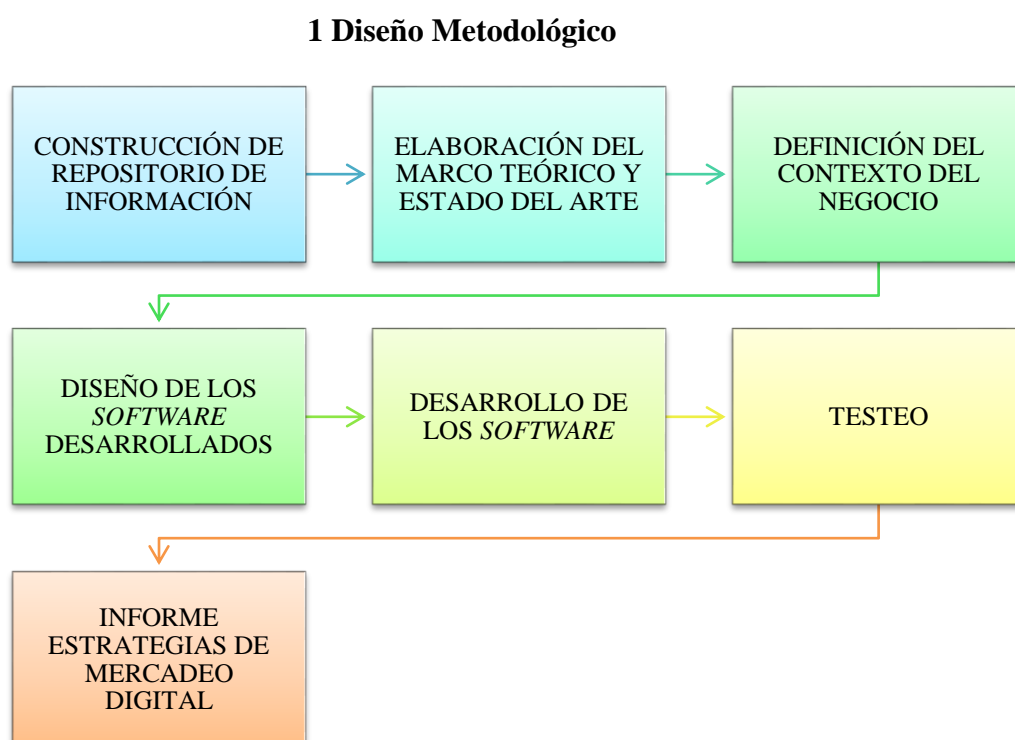 1 Diseño Metodológico
CONSTRUCCIÓN DE
REPOSITORIO DE
INFORMACIÓN
ELABORACIÓN DEL
MARCO TEÓRICO Y
ESTADO DEL ARTE
DEFINICIÓN DEL
CONTEXTO DEL
NEGOCIO
DISEÑO DE LOS
SOFTWARE
DESARROLLADOS
DESARROLLO DE
LOS SOFTWARE
TESTEO
INFORME
ESTRATEGIAS DE
MERCADEO
DIGITAL